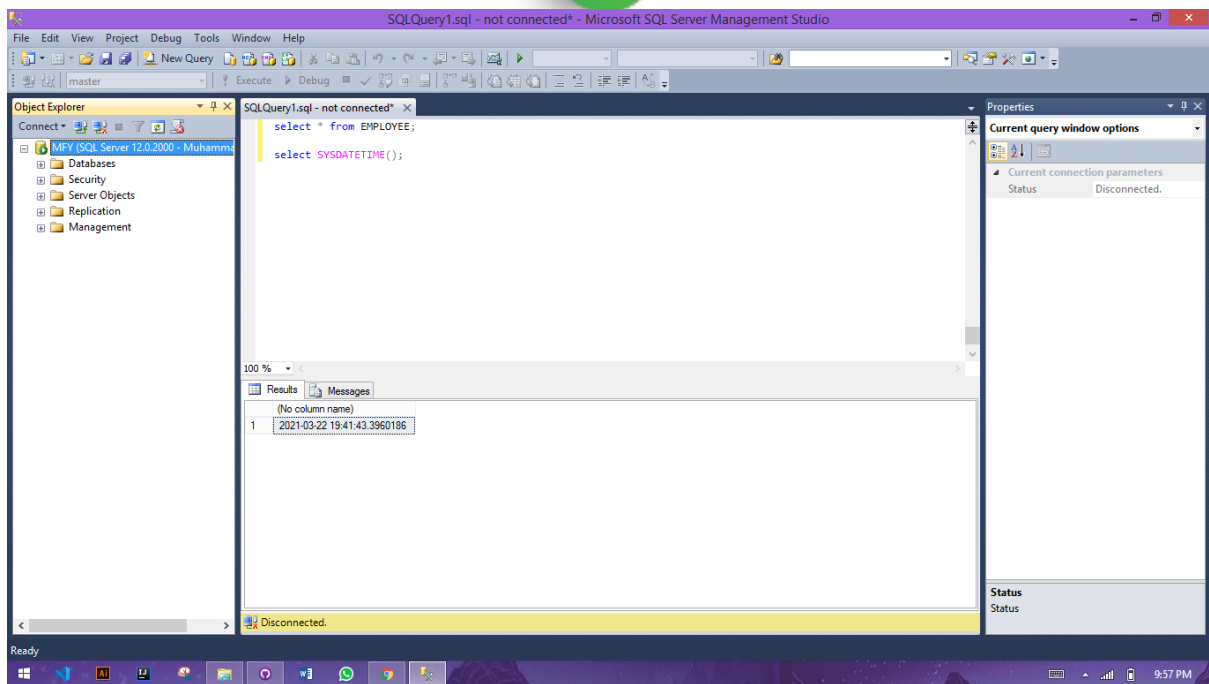 SQLQuery1.sql - not connected* - Microsoft SQL Server Management Studio
File Edit View Project Debug Tools Window Help
New Query
master Execute Debug
Object Explorer
Connect
MFY (SQL Server 12.0.2000 - Muhamma
Databases
Security
Server Objects
Replication
Management
SQLQuery1.sql - not connected*
select * from EMPLOYEE;
select SYSDATETIME();
100 %
Results Messages
(No column name)
1 2021-03-22 19:41:43.3960186
Disconnected.
Properties
Current query window options
Current connection parameters
Status Disconnected.
Status
Status
Ready
9:57 PM